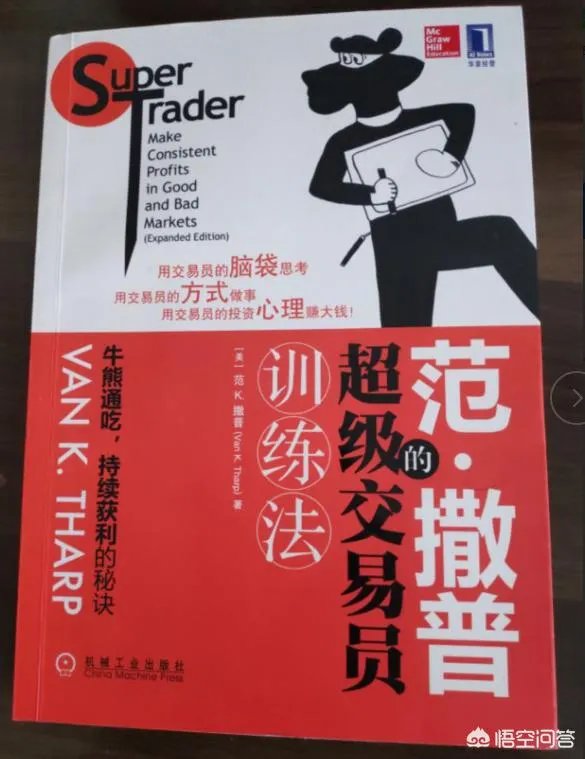 Super
Trader
Make
Consistent
Profits
in Good
and Bad
Markets
(Expanded Edition)
Mc
Graw
Hill
Education
华章经管
用交易员的脑袋思考
用交易员的方式做事
用交易员的投资心理赚大钱！
范·撒普
的
超级交易员
训练法
[美] 范 K. 撒普 (Van K. Tharp) 著
牛熊通吃，持续获利的秘诀
VAN K. THARP
机械工业出版社
China Machine Press
悟空问答